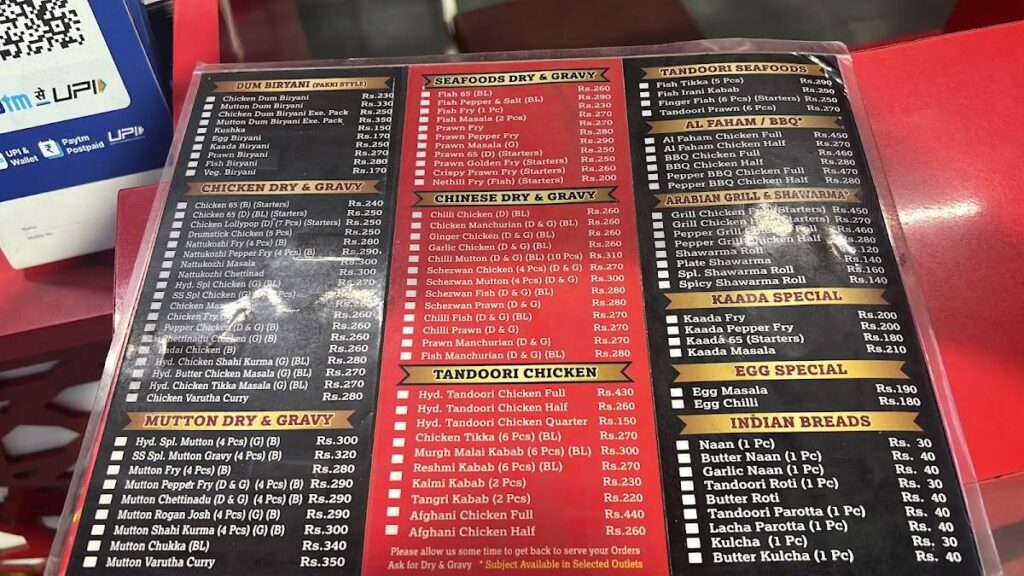 UPI
UPI & Wallet
Paytm Postpaid
UPI
DUM BIRYANI (PAKKI STYLE)
Chicken Dum Biryani Rs.230
Mutton Dum Biryani Rs.330
Chicken Dum Biryani Exe. Pack Rs.250
Mutton Dum Biryani Exe. Pack Rs.350
Kushka Rs.150
Egg Biryani Rs.170
Kaada Biryani Rs.250
Prawn Biryani Rs.270
Fish Biryani Rs.280
Veg. Biryani Rs.170
CHICKEN DRY & GRAVY
Chicken 65 (B) (Starters) Rs.240
Chicken 65 (D) (BL) (Starters) Rs.250
Chicken Lollypop (D) (7 Pcs) (Starters) Rs.250
Drumstick Chicken (5 Pcs) Rs.250
Nattukozhi Fry (4 Pcs) (B) Rs.280
Nattukozhi Pepper Fry (4 Pcs) (B) Rs.290
Nattukozhi Masala Rs.300
Nattukozhi Chettinad Rs.300
Hyd. Spl Chicken (G) (BL) Rs.270
SS Spl Chicken (G) Pcs) Rs.300
Chicken Rs.280
Chicken Rs.260
Pepper Chicken (D & G) (B) Rs.260
Chettinadu Chicken (D & G) (B) Rs.260
Kadai Chicken (B) Rs.260
Hyd. Chicken Shahi Kurma (G) (BL) Rs.270
Hyd. Butter Chicken Masala (G) (BL) Rs.270
Hyd. Chicken Tikka Masala (G) (BL) Rs.270
Chicken Varutha Curry Rs.280
MUTTON DRY & GRAVY
Hyd. Spl. Mutton (4 Pcs) (G) (B) Rs.300
SS Spl. Mutton Gravy (4 Pcs) (B) Rs.320
Mutton Fry (4 Pcs) (B) Rs.280
Mutton Pepper Fry (D & G) (4 Pcs) (B) Rs.290
Mutton Chettinadu (D & G) (4 Pcs) (B) Rs.290
Mutton Rogan Josh (4 Pcs) (G) (B) Rs.290
Mutton Shahi Kurma (4 Pcs) (G) (B) Rs.300
Mutton Chukka (BL) Rs.340
Mutton Varutha Curry Rs.350
SEAFOODS DRY & GRAVY
Fish 65 (BL) Rs.260
Fish Pepper & Salt (BL) Rs.290
Fish Fry (1 Pc) Rs.260
Fish Masala (2 Pcs) Rs.270
Prawn Fry Rs.260
Prawn Pepper Fry Rs.260
Prawn Masala (G) Rs.270
Prawn 65 (D) (Starters) Rs.250
Prawn Golden Fry (Starters) Rs.260
Crispy Prawn Fry (Starters) Rs.260
Nethili Fry (Fish) (Starters) Rs.200
CHINESE DRY & GRAVY
Chilli Chicken (D) (BL) Rs.260
Chicken Manchurian (D & G) (BL) Rs.260
Ginger Chicken (D & G) (BL) Rs.260
Garlic Chicken (D & G) (BL) Rs.260
Chilli Mutton (D & G) (BL) (10 Pcs) Rs.310
Schezwan Chicken (D & G) Rs.270
Schezwan Mutton (4 Pcs) (D & G) Rs.300
Schezwan Fish (D & G) (BL) Rs.270
Schezwan Prawn (D & G) Rs.270
Chilli Fish (D & G) (BL) Rs.270
Chilli Prawn (D & G) Rs.270
Prawn Manchurian (D & G) Rs.270
Fish Manchurian (D & G) (BL) Rs.280
TANDOORI CHICKEN
Hyd. Tandoori Chicken Full Rs.430
Hyd. Tandoori Chicken Half Rs.260
Hyd. Tandoori Chicken Quarter Rs.150
Chicken Tikka (6 Pcs) (BL) Rs.270
Murgh Malai Kabab (6 Pcs) (BL) Rs.300
Reshmi Kabab (6 Pcs) (BL) Rs.270
Kalmi Kabab (2 Pcs) Rs.230
Tangri Kabab (2 Pcs) Rs.220
Afghani Chicken Full Rs.440
Afghani Chicken Half Rs.260
Please allow us some time to get back to serve your Orders
Ask for Dry & Gravy * Subject Available in Selected Outlets
TANDOORI SEAFOODS
Fish Tikka (5 Pcs) Rs.290
Fish Irani Kabab Rs.290
Finger Fish (6 Pcs) (Starters) Rs.250
Tandoori Prawn (6 Pcs) Rs.270
AL FAHAM / BBQ*
Al Faham Chicken Full Rs.450
Al Faham Chicken Half Rs.270
BBQ Chicken Full Rs.460
BBQ Chicken Half Rs.280
Pepper BBQ Chicken Full Rs.470
Pepper BBQ Chicken Half Rs.280
ARABIAN GRILL & SHAWARMA*
Grill Chicken Full (Starters) Rs.450
Grill Chicken Half (Starters) Rs.270
Pepper Grill Chicken Full Rs.460
Pepper Grill Chicken Half Rs.280
Shawarma Roll Rs.120
Plate Shawarma Rs.140
Spl. Shawarma Roll Rs.160
Spicy Shawarma Roll Rs.140
KAADA SPECIAL
Kaada Fry Rs.200
Kaada Pepper Fry Rs.200
Kaada 65 (Starters) Rs.180
Kaada Masala Rs.210
EGG SPECIAL
Egg Masala Rs.190
Egg Chilli Rs.180
INDIAN BREADS
Naan (1 Pc) Rs. 30
Butter Naan (1 Pc) Rs. 40
Garlic Naan (1 Pc) Rs. 40
Tandoori Roti (1 Pc) Rs. 30
Butter Roti Rs. 40
Tandoori Parotta (1 Pc) Rs. 40
Lacha Parotta (1 Pc) Rs. 40
Kulcha (1 Pc) Rs. 30
Butter Kulcha (1 Pc) Rs. 40